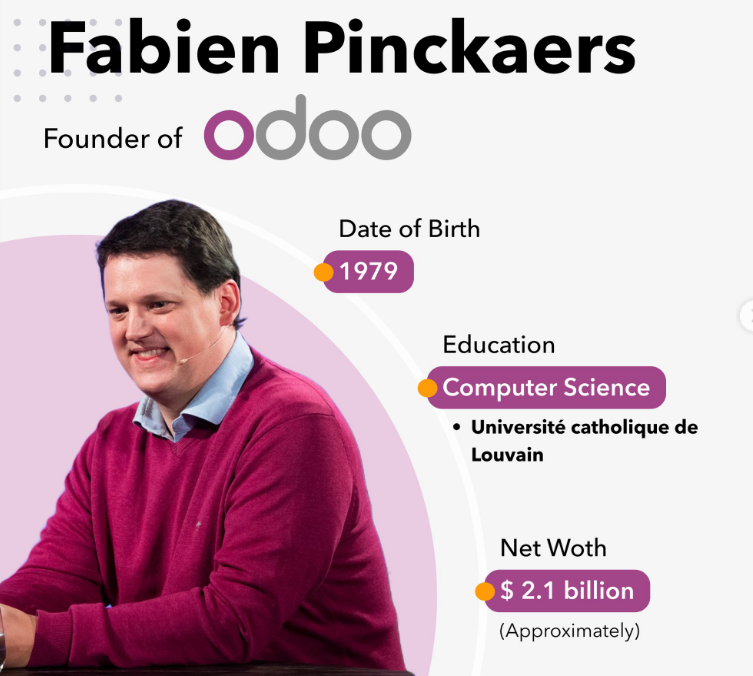 Fabien Pinckaers
Founder of odoo
Date of Birth
1979
Education
Computer Science
• Université catholique de
Louvain
Net Woth
$ 2.1 billion
(Approximately)